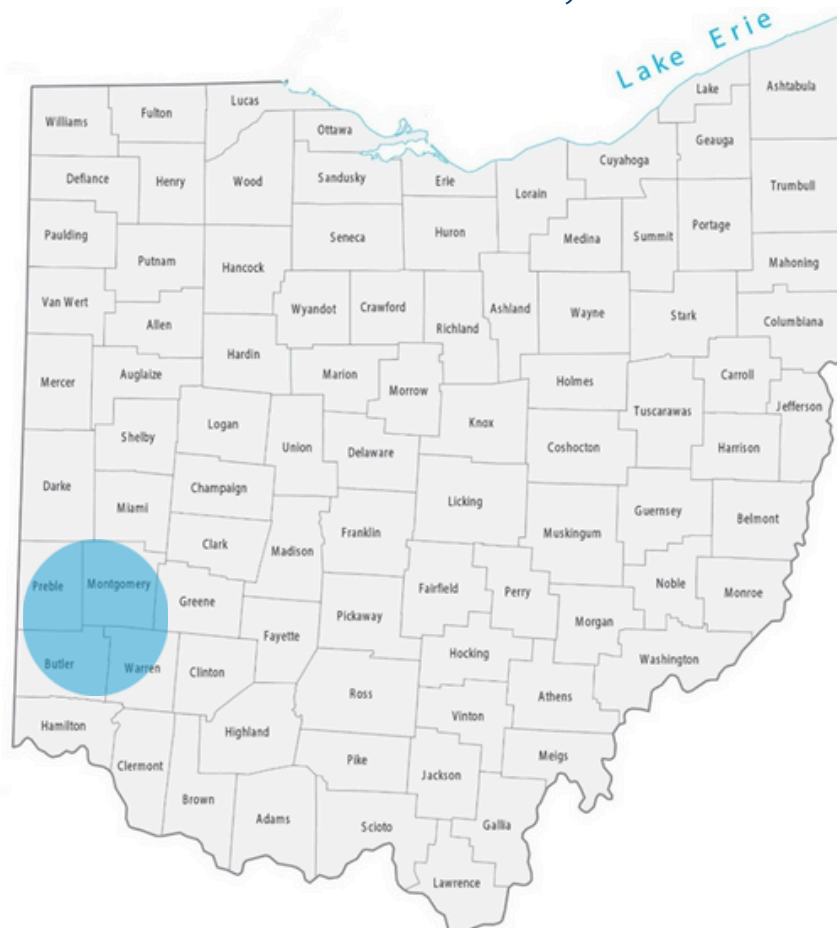 Lake Erie
Lake
Ashtabula
Lucas
Fulton
Williams
Ottawa
Geauga
Cuyahoga
Sandusky
Erie
Defiance
Henry
Wood
Lorain
Trumbull
Portage
Paulding
Seneca
Huron
Medina
Summit
Putnam
Hancock
Mahoning
Van Wert
Wyandot
Crawford
Ashland
Wayne
Stark
Allen
Richland
Columbiana
Hardin
Mercer
Auglaize
Marion
Morrow
Holmes
Carroll
Jefferson
Logan
Knox
Tuscarawas
Shelby
Union
Delaware
Coshocton
Harrison
Darke
Champaign
Licking
Miami
Guernsey
Belmont
Franklin
Muskingum
Clark
Madison
Preble
Montgomery
Fairfield
Perry
Noble
Monroe
Greene
Pickaway
Morgan
Fayette
Hocking
Washington
Butler
Warren
Clinton
Ross
Athens
Vinton
Hamilton
Highland
Meigs
Clermont
Pike
Jackson
Brown
Adams
Scioto
Gallia
Lawrence